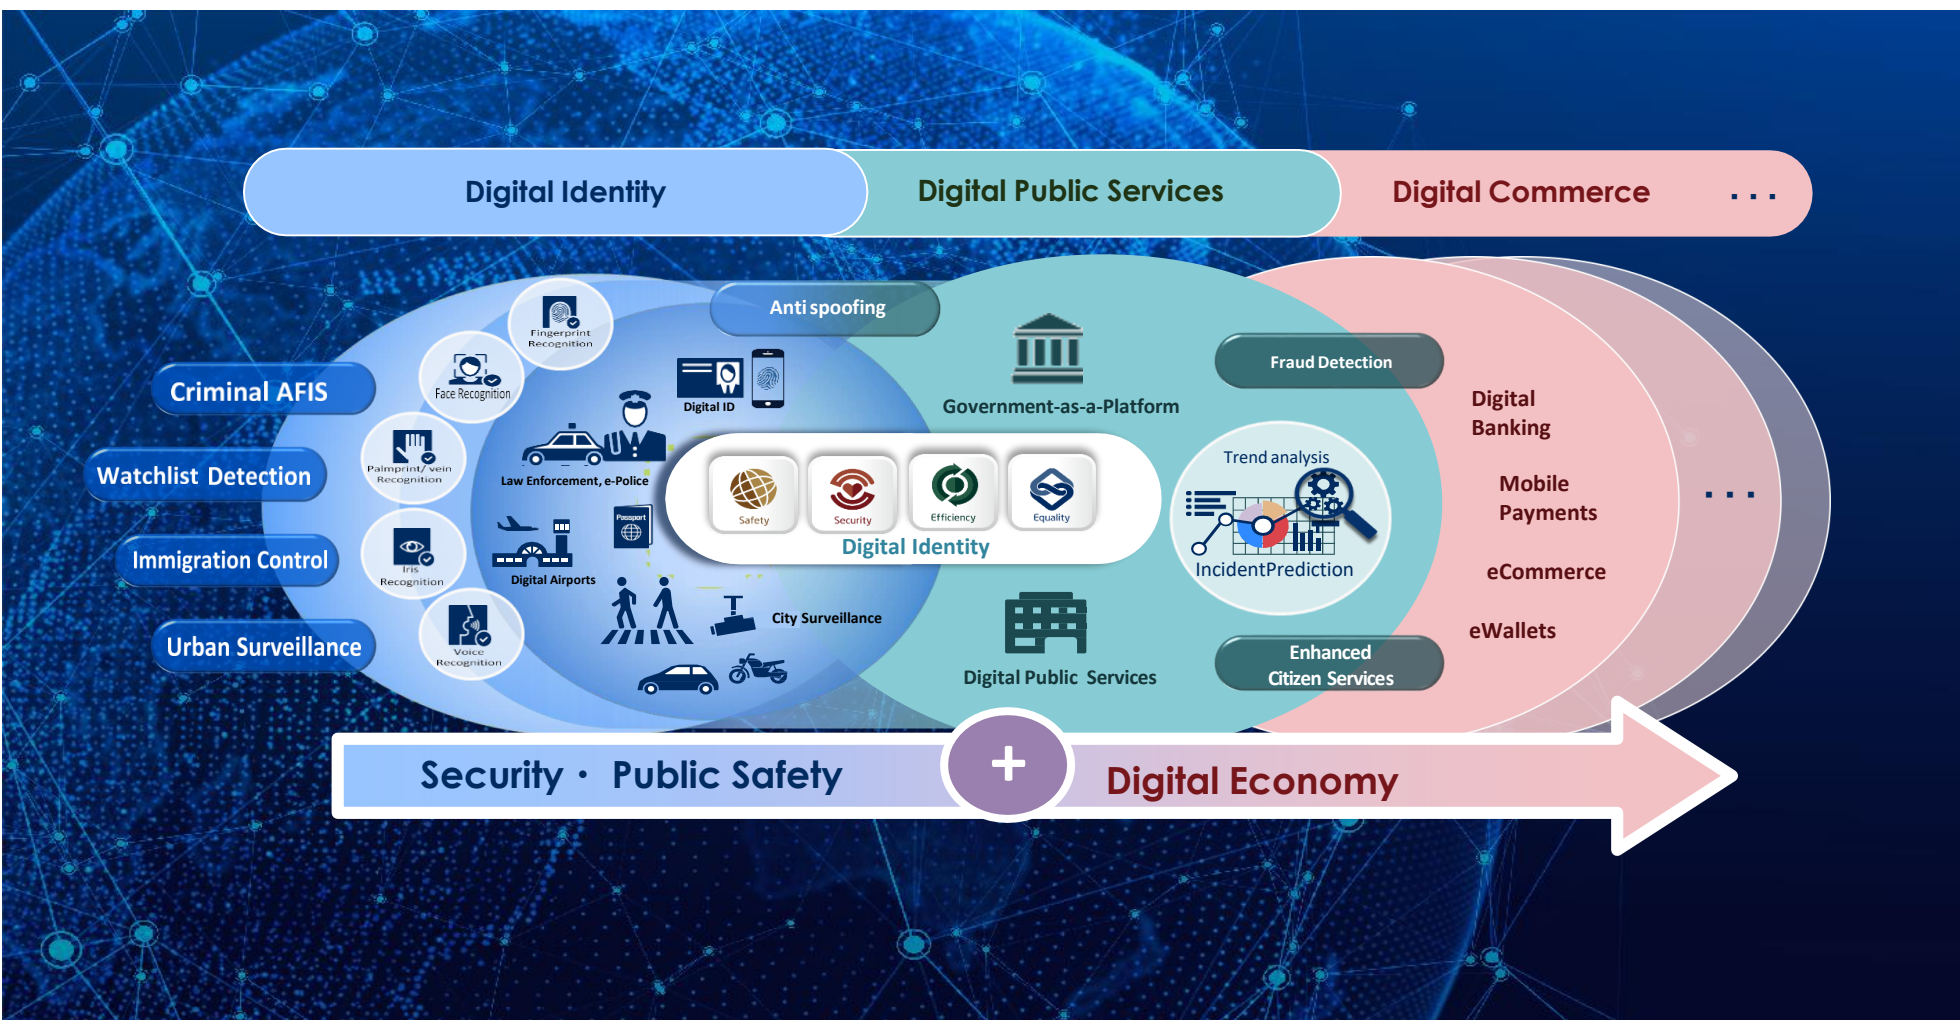 Digital Identity
Digital Public Services
Digital Commerce
...
Anti spoofing
Fingerprint
Recognition
Face Recognition
Palmprint/ vein
Recognition
Iris
Recognition
Voice
Recognition
Criminal AFIS
Watchlist Detection
Immigration Control
Urban Surveillance
Digital ID
Law Enforcement, e-Police
Passport
Digital Airports
City Surveillance
Safety
Security
Efficiency
Equality
Digital Identity
Government-as-a-Platform
Digital Public Services
Fraud Detection
Trend analysis
IncidentPrediction
Enhanced
Citizen Services
Digital
Banking
Mobile
Payments
eCommerce
eWallets
...
Security · Public Safety
+
Digital Economy